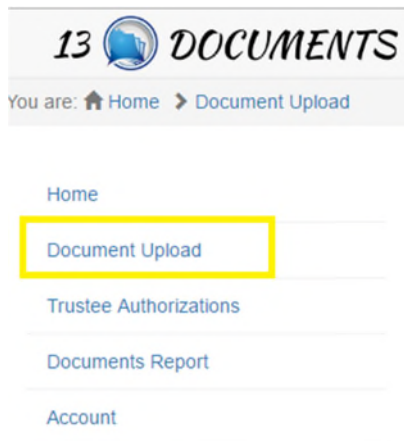 13 DOCUMENTS
You are: Home > Document Upload
Home
Document Upload
Trustee Authorizations
Documents Report
Account